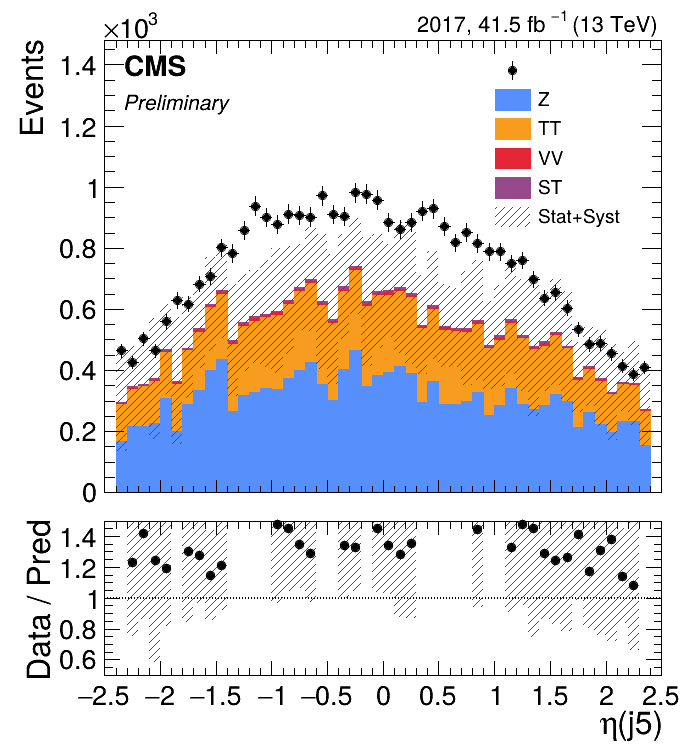 ×10³
2017, 41.5 fb⁻¹ (13 TeV)
CMS
Preliminary
Z
TT
VV
ST
Stat+Syst
Events
1.4
1.2
1
0.8
0.6
0.4
0.2
0
Data / Pred
1.4
1.2
1
0.8
0.6
−2.5 −2 −1.5 −1 −0.5 0 0.5 1 1.5 2 2.5
η(j5)